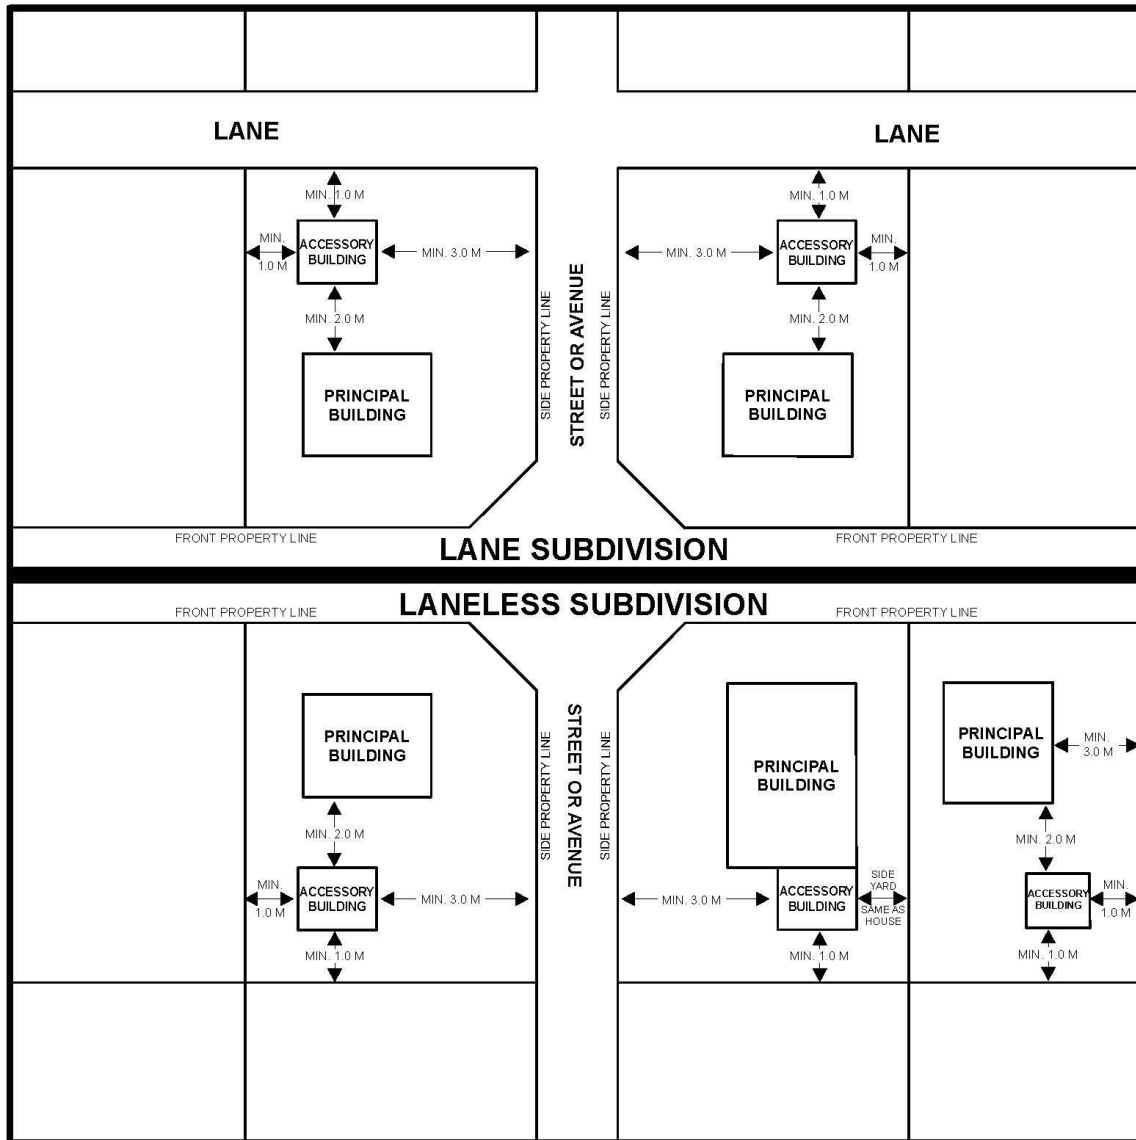 LANE
LANE
MIN. 1.0 M
MIN. 1.0 M
MIN.
1.0 M
ACCESSORY
BUILDING
MIN. 3.0 M
MIN. 3.0 M
ACCESSORY
BUILDING
MIN.
1.0 M
MIN. 2.0 M
MIN. 2.0 M
SIDE PROPERTY LINE
STREET OR AVENUE
SIDE PROPERTY LINE
PRINCIPAL
BUILDING
PRINCIPAL
BUILDING
FRONT PROPERTY LINE
FRONT PROPERTY LINE
LANE SUBDIVISION
LANELESS SUBDIVISION
FRONT PROPERTY LINE
FRONT PROPERTY LINE
PRINCIPAL
BUILDING
SIDE PROPERTY LINE
STREET OR AVENUE
SIDE PROPERTY LINE
PRINCIPAL
BUILDING
PRINCIPAL
BUILDING
MIN.
3.0 M
MIN. 2.0 M
MIN. 2.0 M
MIN.
1.0 M
ACCESSORY
BUILDING
MIN. 3.0 M
MIN. 3.0 M
ACCESSORY
BUILDING
SIDE
YARD
SAME AS
HOUSE
ACCESSORY
BUILDING
MIN.
1.0 M
MIN. 1.0 M
MIN. 1.0 M
MIN. 1.0 M